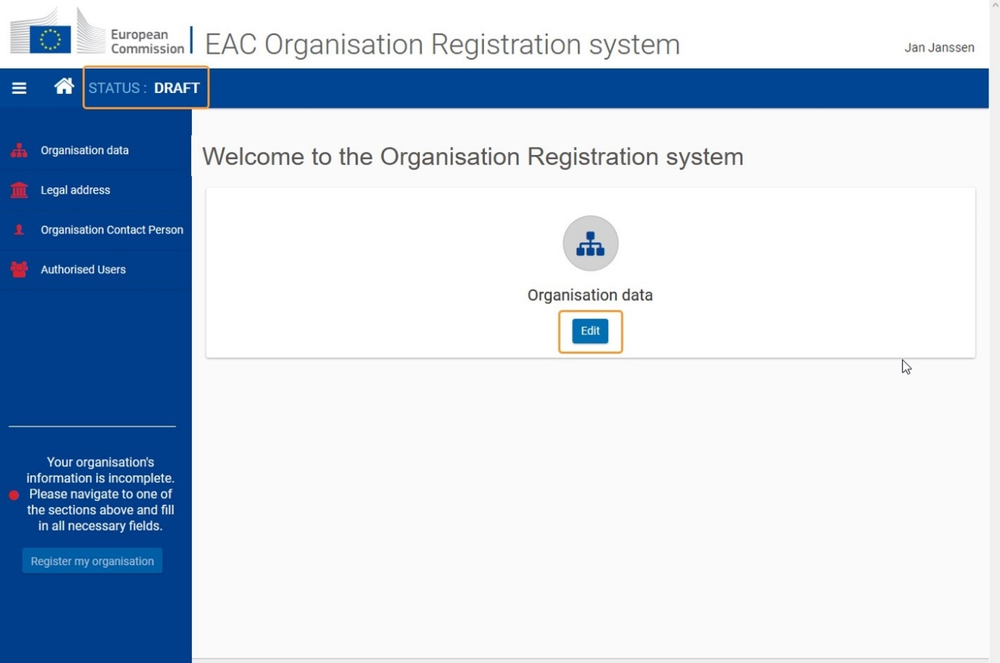 European
Commission
EAC Organisation Registration system
Jan Janssen
STATUS : DRAFT
Organisation data
Legal address
Organisation Contact Person
Authorised Users
Welcome to the Organisation Registration system
Organisation data
Edit
Your organisation's
information is incomplete.
Please navigate to one of
the sections above and fill
in all necessary fields.
Register my organisation